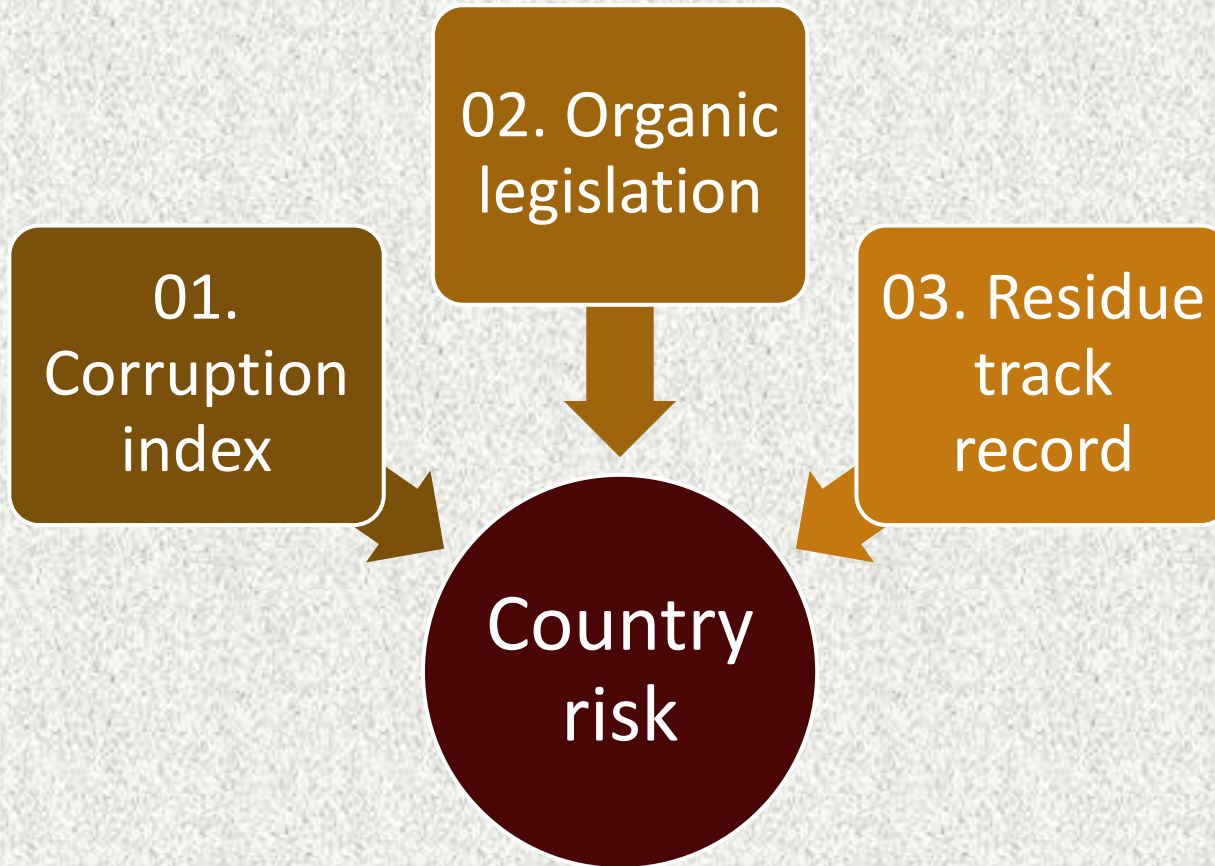 01.
Corruption
index
02. Organic
legislation
03. Residue
track
record
Country
risk